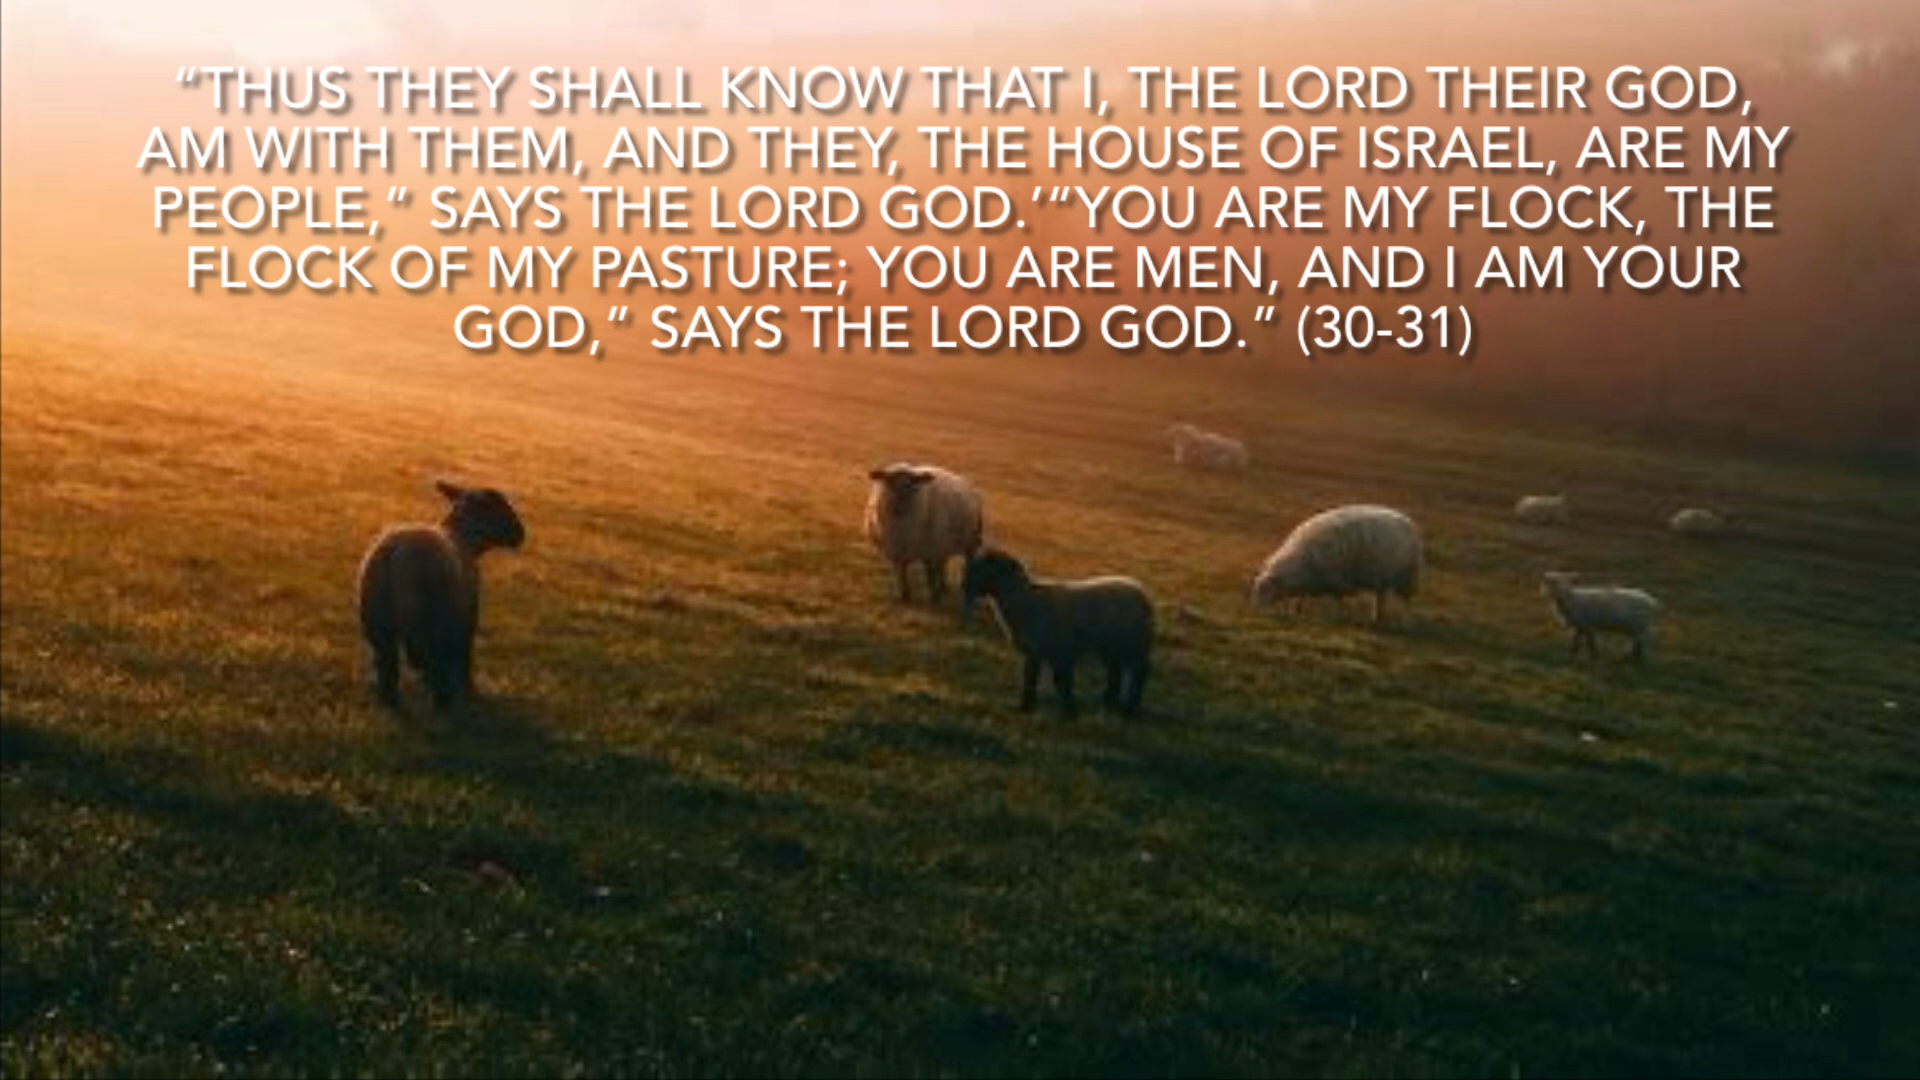 “THUS THEY SHALL KNOW THAT I, THE LORD THEIR GOD,
AM WITH THEM, AND THEY, THE HOUSE OF ISRAEL, ARE MY
PEOPLE,” SAYS THE LORD GOD.’“YOU ARE MY FLOCK, THE
FLOCK OF MY PASTURE; YOU ARE MEN, AND I AM YOUR
GOD,” SAYS THE LORD GOD.” (30-31)